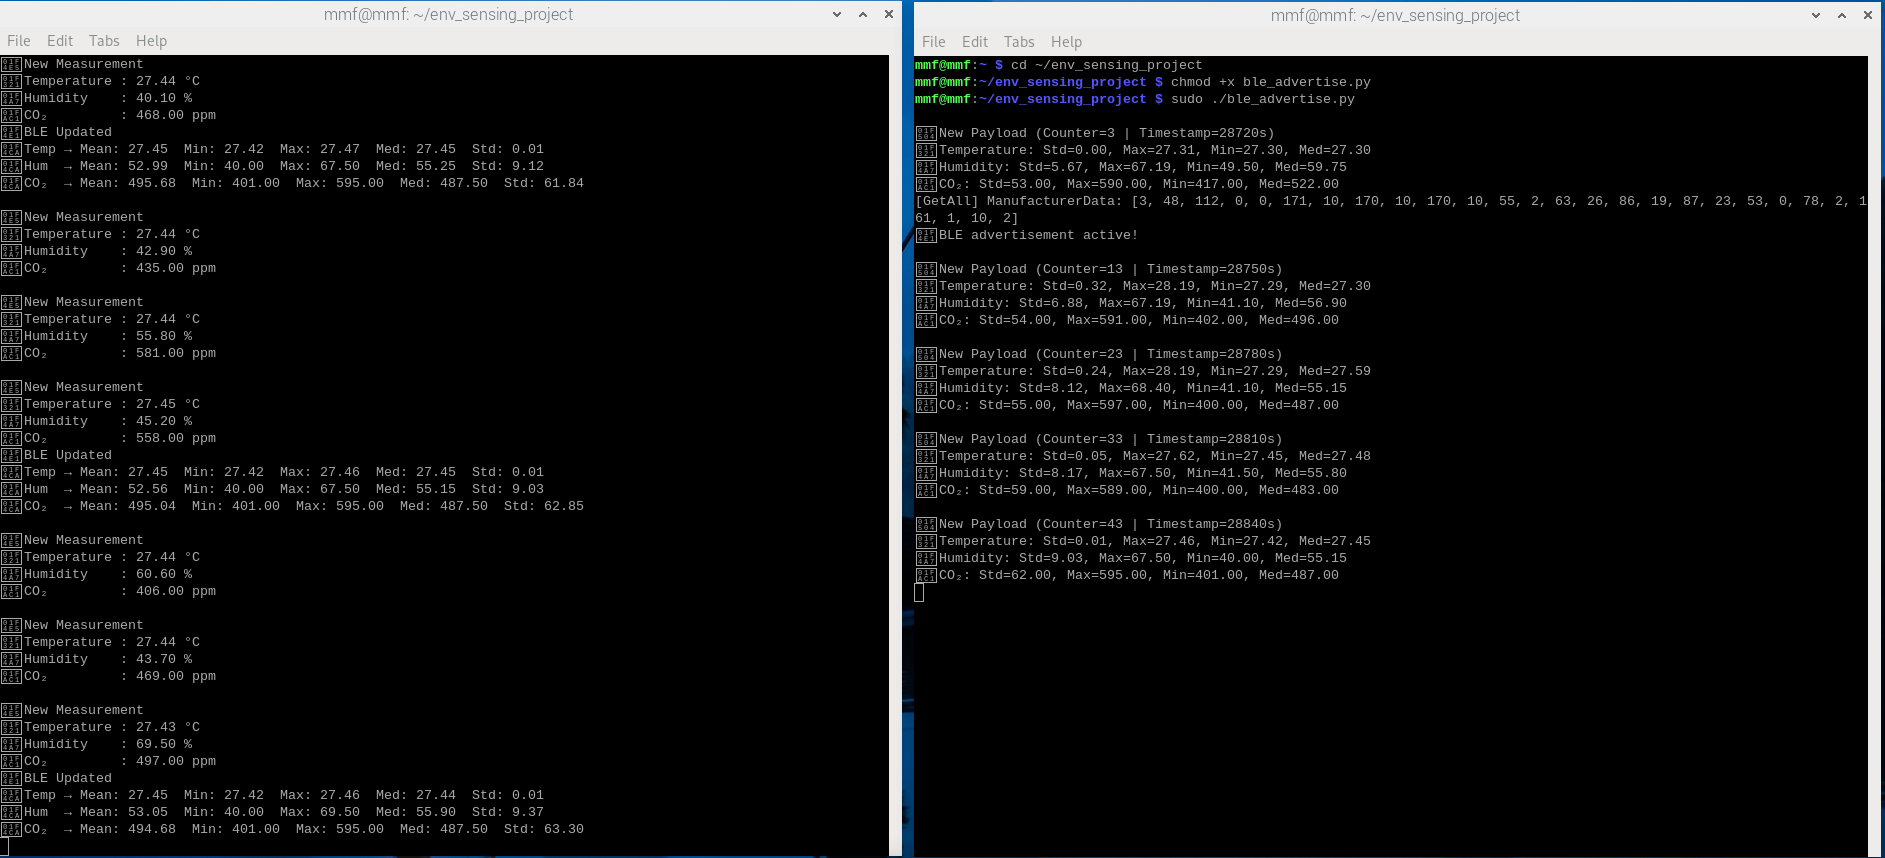 mmf@mmf: ~/env_sensing_project
File Edit Tabs Help
New Measurement
Temperature : 27.44 °C
Humidity    : 40.10 %
CO₂         : 468.00 ppm
BLE Updated
Temp → Mean: 27.45  Min: 27.42  Max: 27.47  Med: 27.45  Std: 0.01
Hum  → Mean: 52.99  Min: 40.00  Max: 67.50  Med: 55.25  Std: 9.12
CO₂  → Mean: 495.68  Min: 401.00  Max: 595.00  Med: 487.50  Std: 61.84
New Measurement
Temperature : 27.44 °C
Humidity    : 42.90 %
CO₂         : 435.00 ppm
New Measurement
Temperature : 27.44 °C
Humidity    : 55.80 %
CO₂         : 581.00 ppm
New Measurement
Temperature : 27.45 °C
Humidity    : 45.20 %
CO₂         : 558.00 ppm
BLE Updated
Temp → Mean: 27.45  Min: 27.42  Max: 27.46  Med: 27.45  Std: 0.01
Hum  → Mean: 52.56  Min: 40.00  Max: 67.50  Med: 55.15  Std: 9.03
CO₂  → Mean: 495.04  Min: 401.00  Max: 595.00  Med: 487.50  Std: 62.85
New Measurement
Temperature : 27.44 °C
Humidity    : 60.60 %
CO₂         : 406.00 ppm
New Measurement
Temperature : 27.44 °C
Humidity    : 43.70 %
CO₂         : 469.00 ppm
New Measurement
Temperature : 27.43 °C
Humidity    : 69.50 %
CO₂         : 497.00 ppm
BLE Updated
Temp → Mean: 27.45  Min: 27.42  Max: 27.46  Med: 27.44  Std: 0.01
Hum  → Mean: 53.05  Min: 40.00  Max: 69.50  Med: 55.90  Std: 9.37
CO₂  → Mean: 494.68  Min: 401.00  Max: 595.00  Med: 487.50  Std: 63.30
mmf@mmf: ~/env_sensing_project
File Edit Tabs Help
mmf@mmf:~ $ cd ~/env_sensing_project
mmf@mmf:~/env_sensing_project $ chmod +x ble_advertise.py
mmf@mmf:~/env_sensing_project $ sudo ./ble_advertise.py
New Payload (Counter=3 | Timestamp=28720s)
Temperature: Std=0.00, Max=27.31, Min=27.30, Med=27.30
Humidity: Std=5.67, Max=67.19, Min=49.50, Med=59.75
CO₂: Std=53.00, Max=590.00, Min=417.00, Med=522.00
[GetAll] ManufacturerData: [3, 48, 112, 0, 0, 171, 10, 170, 10, 170, 10, 55, 2, 63, 26, 86, 19, 87, 23, 53, 0, 78, 2, 1
61, 1, 10, 2]
BLE advertisement active!
New Payload (Counter=13 | Timestamp=28750s)
Temperature: Std=0.32, Max=28.19, Min=27.29, Med=27.30
Humidity: Std=6.88, Max=67.19, Min=41.10, Med=56.90
CO₂: Std=54.00, Max=591.00, Min=402.00, Med=496.00
New Payload (Counter=23 | Timestamp=28780s)
Temperature: Std=0.24, Max=28.19, Min=27.29, Med=27.59
Humidity: Std=8.12, Max=68.40, Min=41.10, Med=55.15
CO₂: Std=55.00, Max=597.00, Min=400.00, Med=487.00
New Payload (Counter=33 | Timestamp=28810s)
Temperature: Std=0.05, Max=27.62, Min=27.45, Med=27.48
Humidity: Std=8.17, Max=67.50, Min=41.50, Med=55.80
CO₂: Std=59.00, Max=589.00, Min=400.00, Med=483.00
New Payload (Counter=43 | Timestamp=28840s)
Temperature: Std=0.01, Max=27.46, Min=27.42, Med=27.45
Humidity: Std=9.03, Max=67.50, Min=40.00, Med=55.15
CO₂: Std=62.00, Max=595.00, Min=401.00, Med=487.00